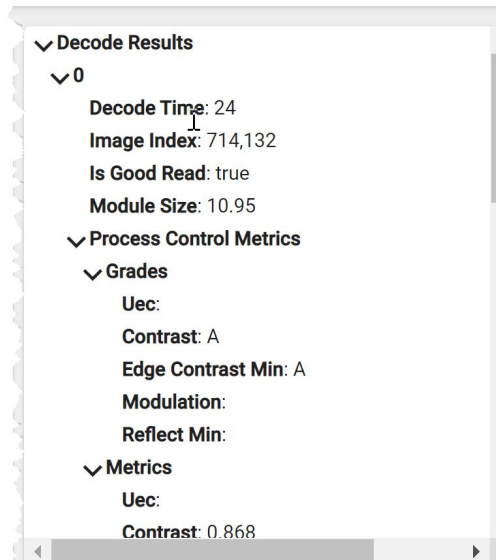 Decode Results
0
Decode Time: 24
Image Index: 714,132
Is Good Read: true
Module Size: 10.95
Process Control Metrics
Grades
Uec:
Contrast: A
Edge Contrast Min: A
Modulation:
Reflect Min:
Metrics
Uec:
Contrast: 0.868